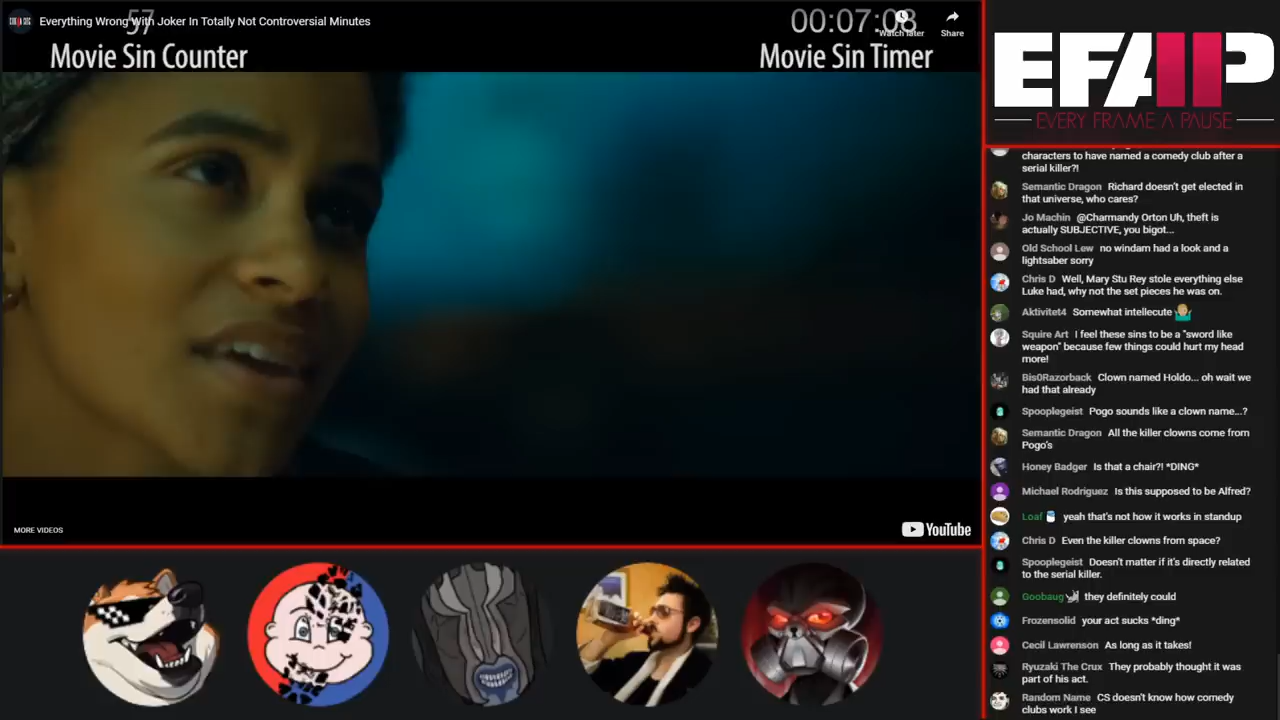 Everything Wrong With Joker In Totally Not Controversial Minutes
57
Movie Sin Counter
00:07:08
Movie Sin Timer
Watch later
Share
MORE VIDEOS
YouTube
EFAP
EVERY FRAME A PAUSE
characters to have named a comedy club after a
serial killer?!
Semantic Dragon Richard doesn't get elected in
that universe, who cares?
Jo Machin @Charmandy Orton Uh, theft is
actually SUBJECTIVE, you bigot...
Old School Lew no windam had a look and a
lightsaber sorry
Chris D Well, Mary Stu Rey stole everything else
Luke had, why not the set pieces he was on.
Aktivitet4 Somewhat intellecute
Squire Art I feel these sins to be a "sword like
weapon" because few things could hurt my head
more!
Bis0Razorback Clown named Holdo... oh wait we
had that already
Spooplegeist Pogo sounds like a clown name...?
Semantic Dragon All the killer clowns come from
Pogo's
Honey Badger Is that a chair?! *DING*
Michael Rodriguez Is this supposed to be Alfred?
Loaf yeah that's not how it works in standup
Chris D Even the killer clowns from space?
Spooplegeist Doesn't matter if it's directly related
to the serial killer.
Goobaug they definitely could
Frozensolid your act sucks *ding*
Cecil Lawrenson As long as it takes!
Ryuzaki The Crux They probably thought it was
part of his act.
Random Name CS doesn't know how comedy
clubs work I see